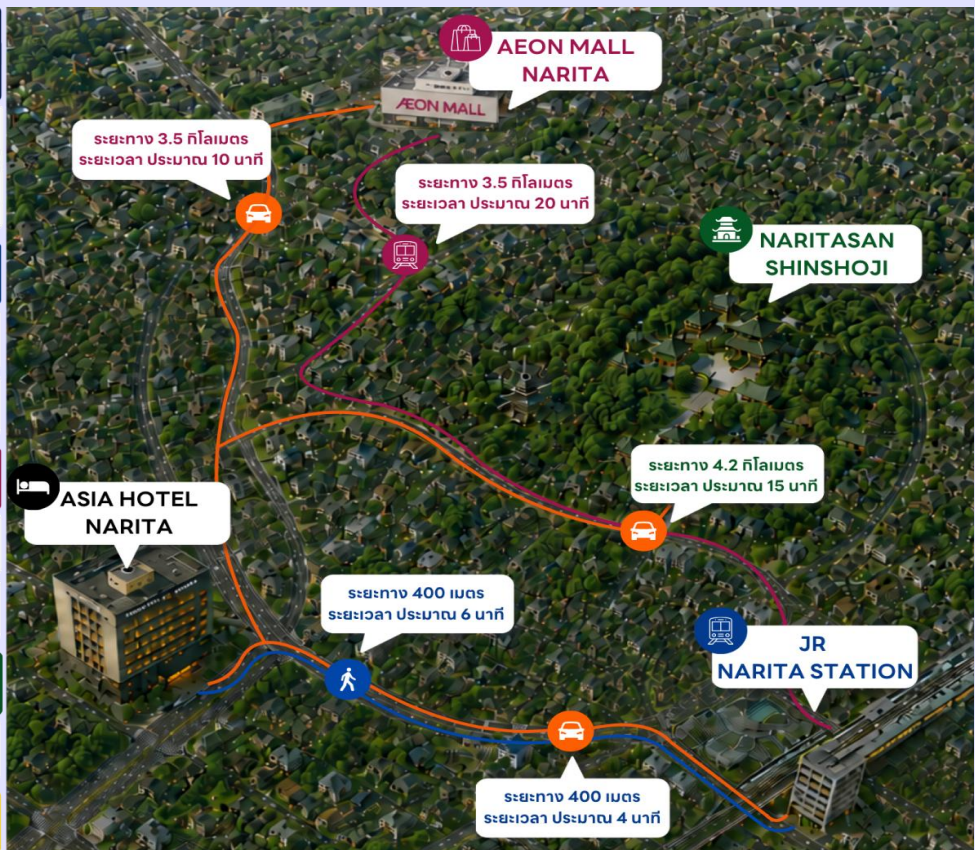 AEON MALL
NARITA
ÆON MALL
ระยะทาง 3.5 กิโลเมตร
ระยะเวลา ประมาณ 10 นาที
ระยะทาง 3.5 กิโลเมตร
ระยะเวลา ประมาณ 20 นาที
NARITASAN
SHINSHOJI
ระยะทาง 4.2 กิโลเมตร
ระยะเวลา ประมาณ 15 นาที
ASIA HOTEL
NARITA
ระยะทาง 400 เมตร
ระยะเวลา ประมาณ 6 นาที
JR
NARITA STATION
ระยะทาง 400 เมตร
ระยะเวลา ประมาณ 4 นาที